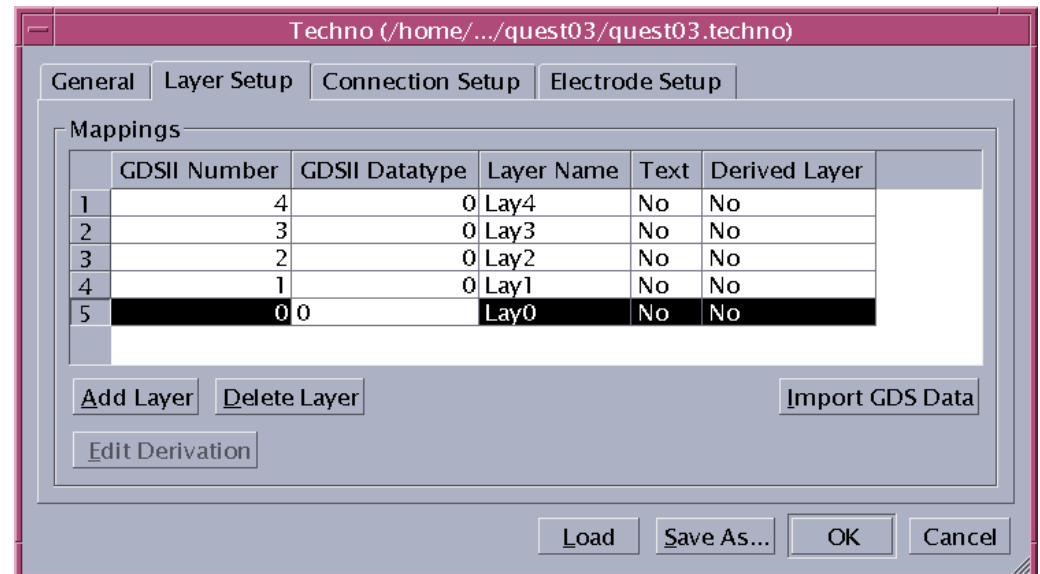 Techno (/home/.../quest03/quest03.techno)
General Layer Setup Connection Setup Electrode Setup
Mappings
GDSII Number GDSII Datatype Layer Name Text Derived Layer
1 4 0 Lay4 No No
2 3 0 Lay3 No No
3 2 0 Lay2 No No
4 1 0 Lay1 No No
5 0 0 Lay0 No No
Add Layer Delete Layer Import GDS Data
Edit Derivation
Load Save As... OK Cancel